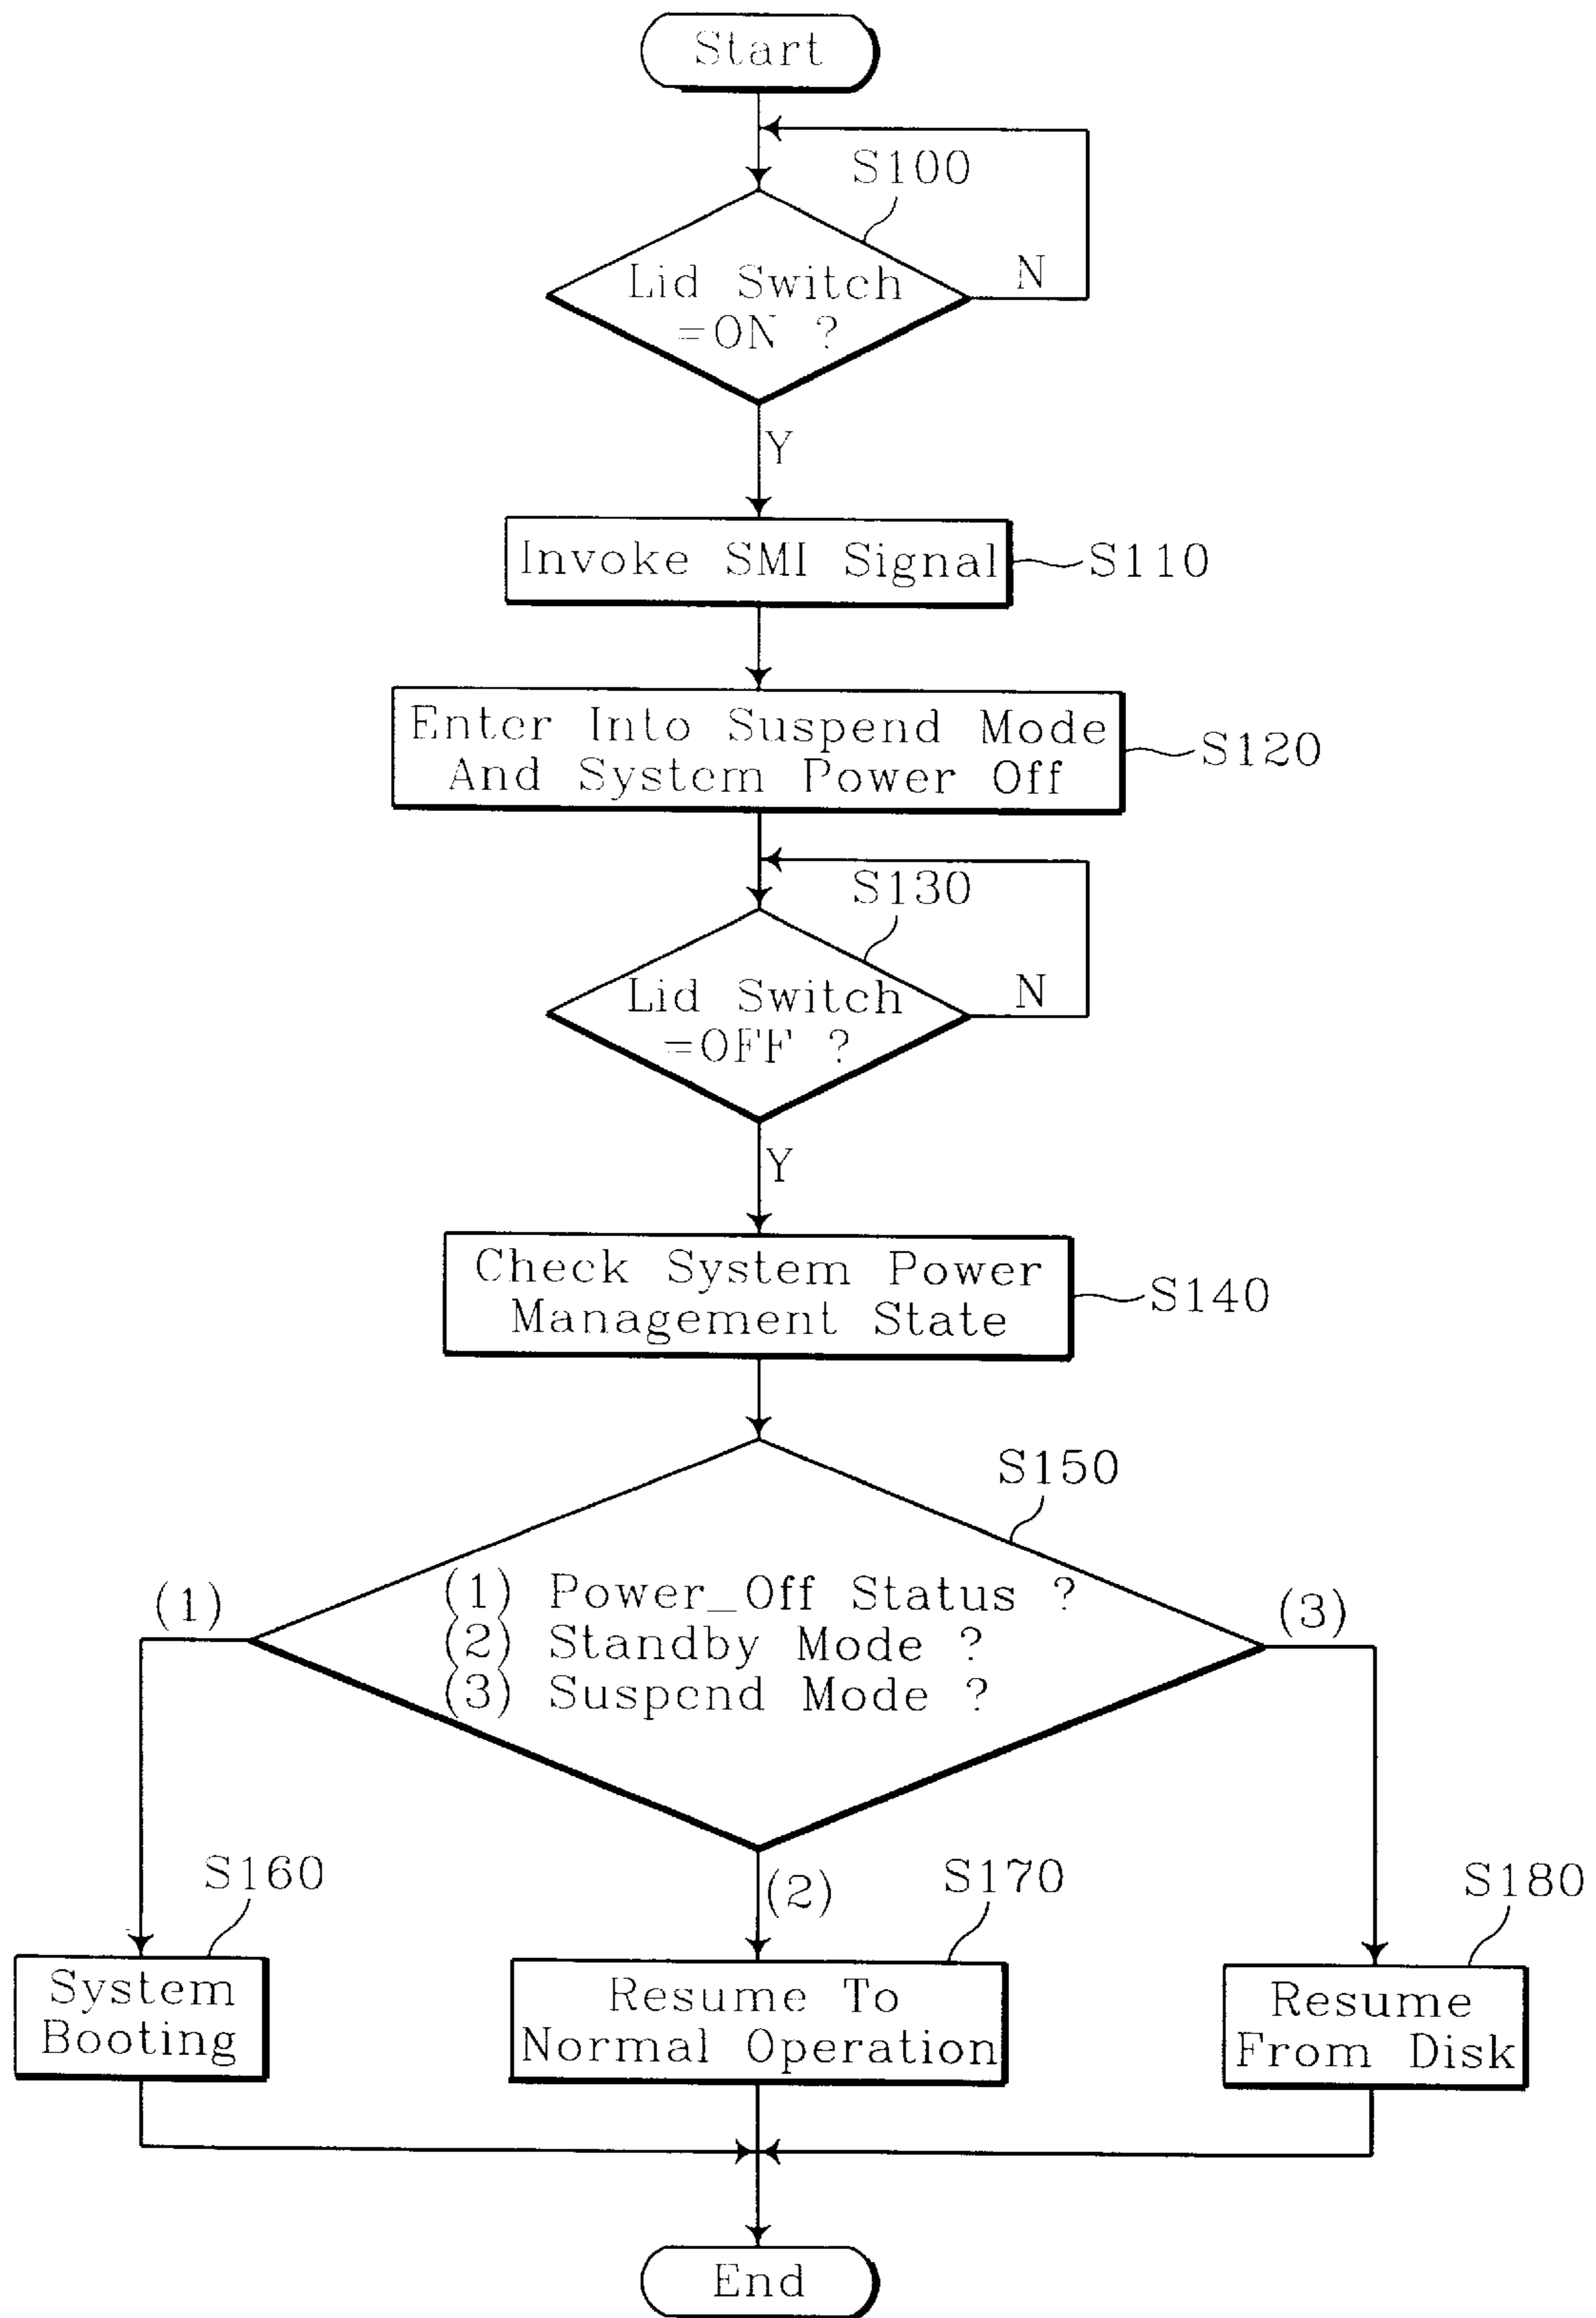 Start
S100
Lid Switch
=ON ?
N
Y
Invoke SMI Signal
S110
Enter Into Suspend Mode
And System Power Off
S120
S130
Lid Switch
=OFF ?
N
Y
Check System Power
Management State
S140
S150
(1) Power_Off Status ?
(2) Standby Mode ?
(3) Suspend Mode ?
(1)
(3)
(2)
S160
S170
S180
System
Booting
Resume To
Normal Operation
Resume
From Disk
End